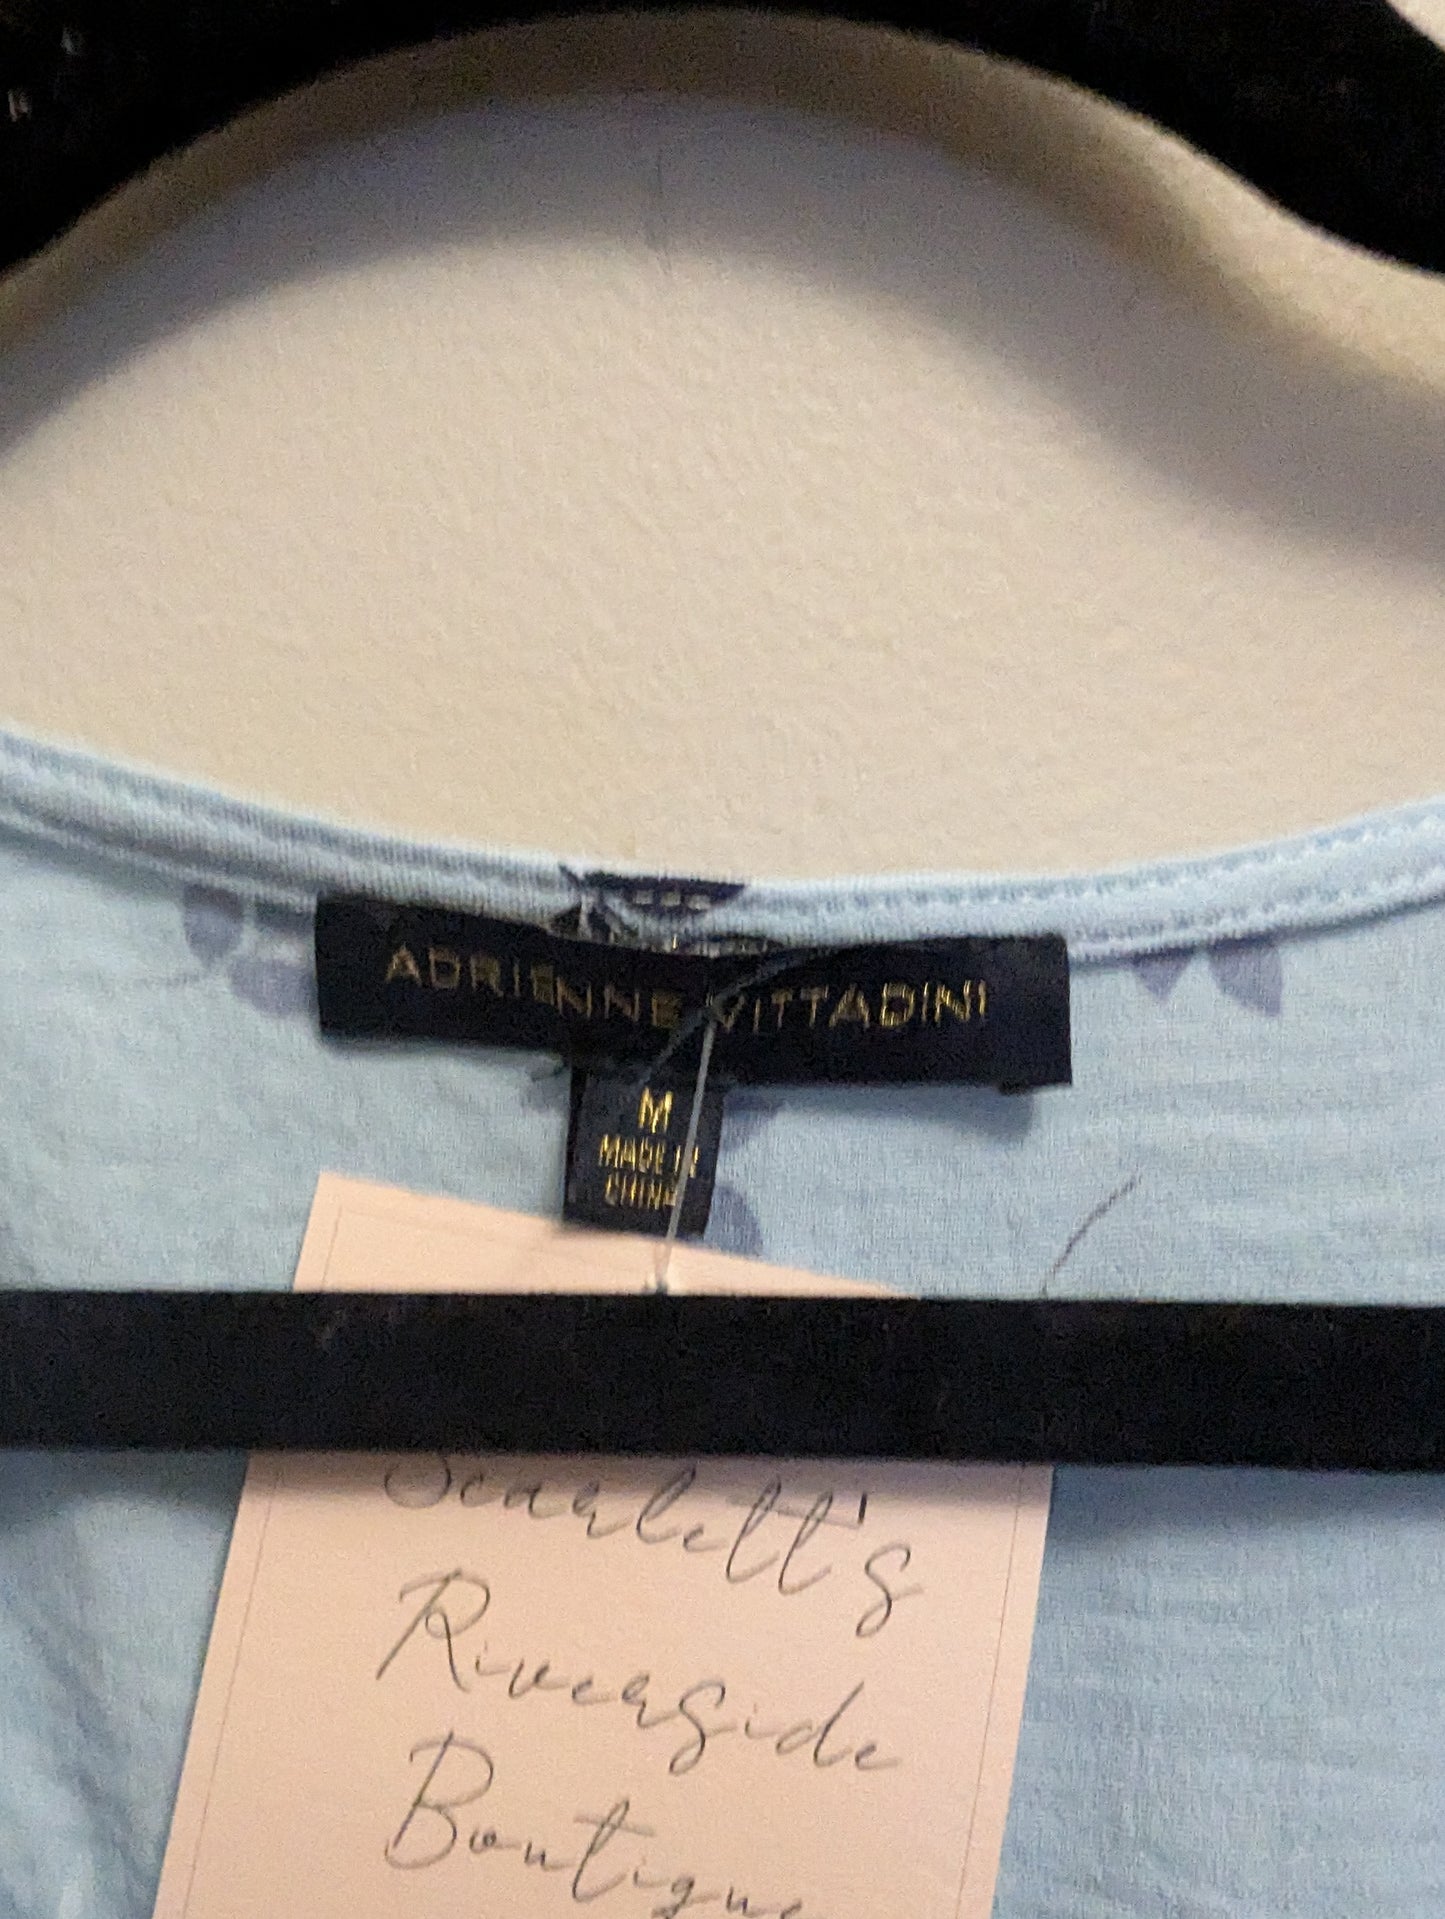 ADRIENNE VITTADINI
M
MADE IN
CHINA
Scarlett's
Riverside
Boutique